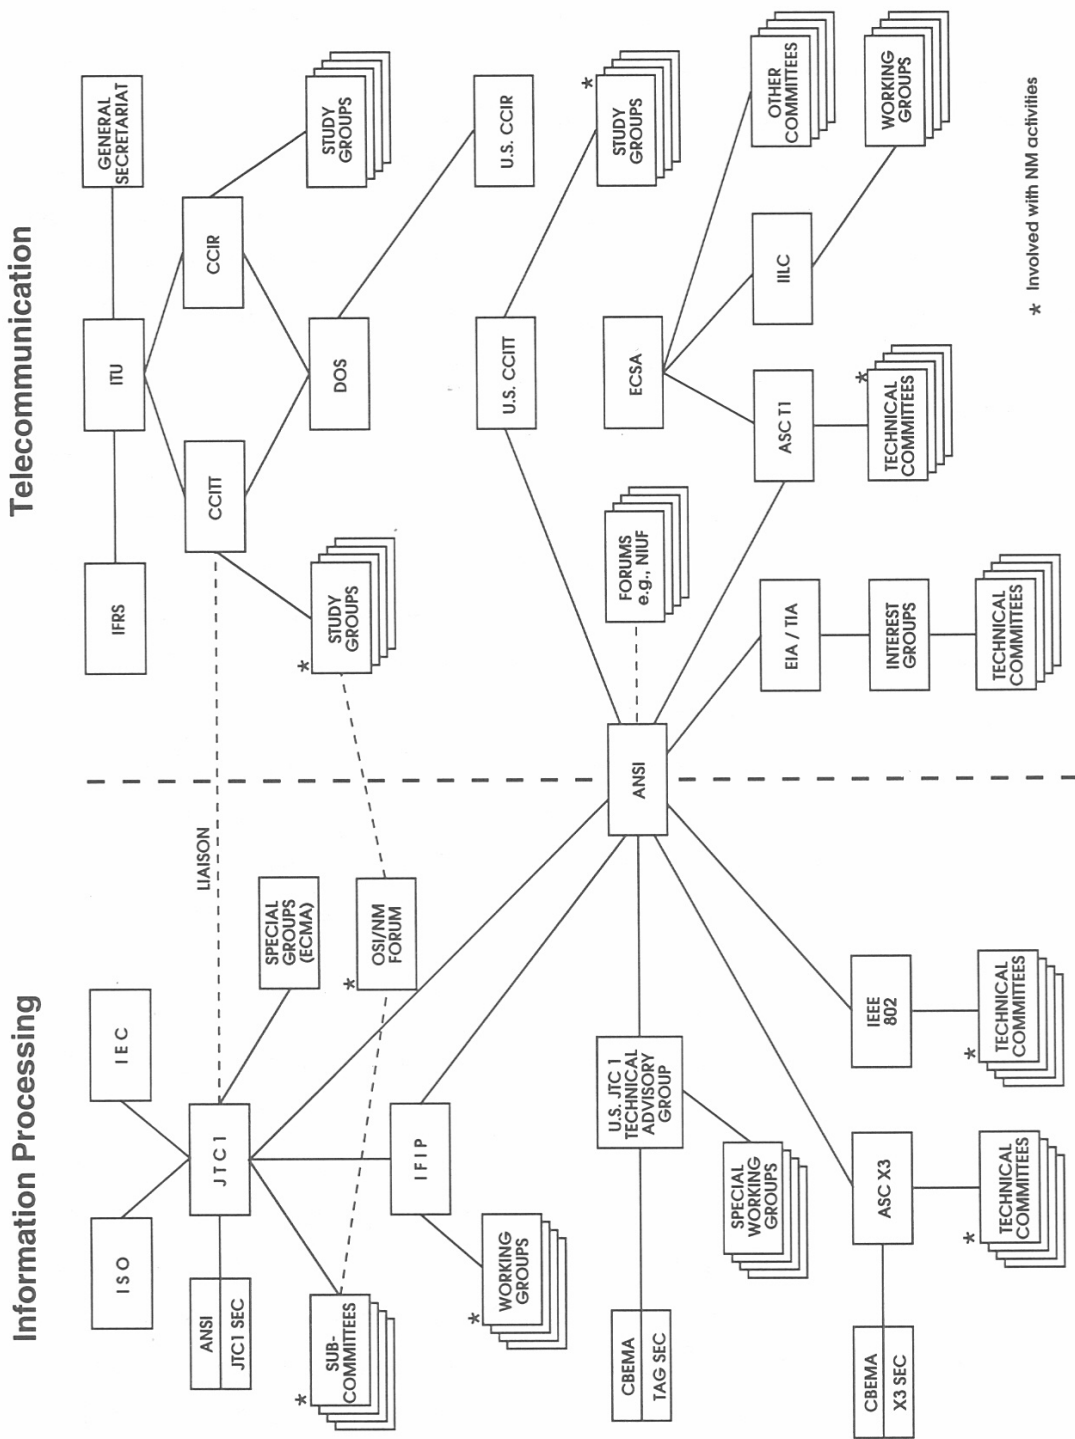 Information Processing
Telecommunication
ISO
IEC
IFRS
ITU
GENERAL
SECRETARIAT
ANSI
JTC1 SEC
JTC1
LIAISON
CCITT
CCIR
SPECIAL
GROUPS
(ECMA)
* SUB-
COMMITTEES
* OSI/NM
FORUM
* STUDY
GROUPS
DOS
STUDY
GROUPS
IFIP
* WORKING
GROUPS
U.S. CCITT
U.S. CCIR
CBEMA
TAG SEC
U.S. JTC 1
TECHNICAL
ADVISORY
GROUP
ANSI
FORUMS
e.g., NIUF
ECSA
* STUDY
GROUPS
SPECIAL
WORKING
GROUPS
EIA / TIA
ASC T1
IILC
OTHER
COMMITTEES
CBEMA
X3 SEC
ASC X3
IEEE
802
INTEREST
GROUPS
* TECHNICAL
COMMITTEES
WORKING
GROUPS
* TECHNICAL
COMMITTEES
* TECHNICAL
COMMITTEES
TECHNICAL
COMMITTEES
* Involved with NM activities